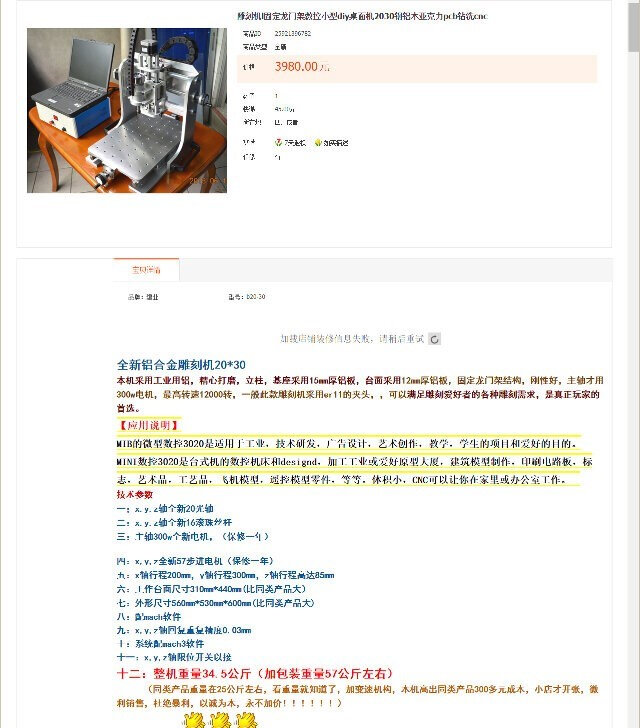 雕刻机固定龙门架数控小型diy桌面机2030铜铝木亚克力pcb钻铣cnc
商品ID
商品类型 全新
3980.00 元
7天退换 如实描述
宝贝详情
品牌: 型号: b20-30
加载店铺装修信息失败，请稍后重试
全新铝合金雕刻机20*30
本机采用工业用铝，精心打磨，立柱，基座采用15mm厚铝板，台面采用12mm厚铝板，固定龙门架结构，刚性好，主轴才用
300w电机，最高转速12000转，一般此款雕刻机采用er11的夹头，，可以满足雕刻爱好者的各种雕刻需求，是真正玩家的
首选。
【应用说明】
MIB的微型数控3020是适用于工业，技术研发，广告设计，艺术创作，教学，学生的项目和爱好的目的。
MINI数控3020是台式机的数控机床和designd，加工工业或爱好原型大厦，建筑模型制作，印刷电路板，标
志，艺术品，工艺品，飞机模型，遥控模型零件，等等。体积小，CNC可以让你在家里或办公室工作。
技术参数
一：x,y,z轴全新20光轴
二：x,y,z轴全新16滚珠丝杆
三：主轴300w全新电机，（保修一年）
四：x,y,z全新57步进电机（保修一年）
五：x轴行程200mm，y轴行程300mm，z轴行程高达85mm
六：工作台面尺寸310mm*440mm(比同类产品大)
七：外形尺寸560mm*530mm*600mm(比同类产品大)
八：配mach软件
九：x,y,z轴回复重复精度0.03mm
十：系统配mach3软件
十一：x,y,z轴限位开关以接
十二：整机重量34.5公斤（加包装重量57公斤左右）
（同类产品重量在25公斤左右，看重量就知道了，加变速机构，本机高出同类产品300多元成本，小店才开张，微
利销售，杜绝暴利，以诚为本，永不加价！！！！！！）